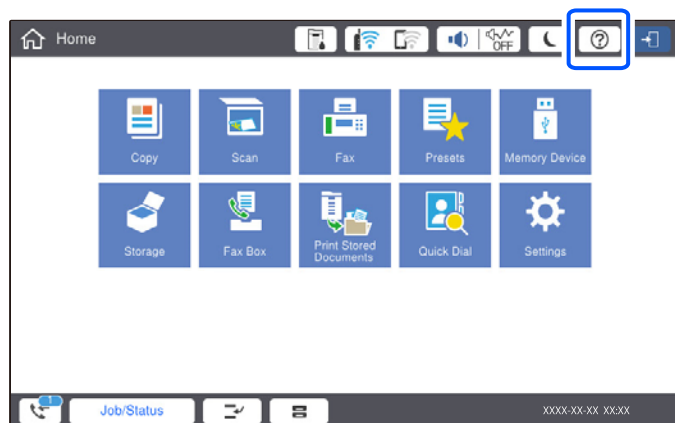 Home
OFF
?
Copy
Scan
Fax
Presets
Memory Device
Storage
Fax Box
Print Stored
Documents
Quick Dial
Settings
1
Job/Status
XXXX-XX-XX XX:XX